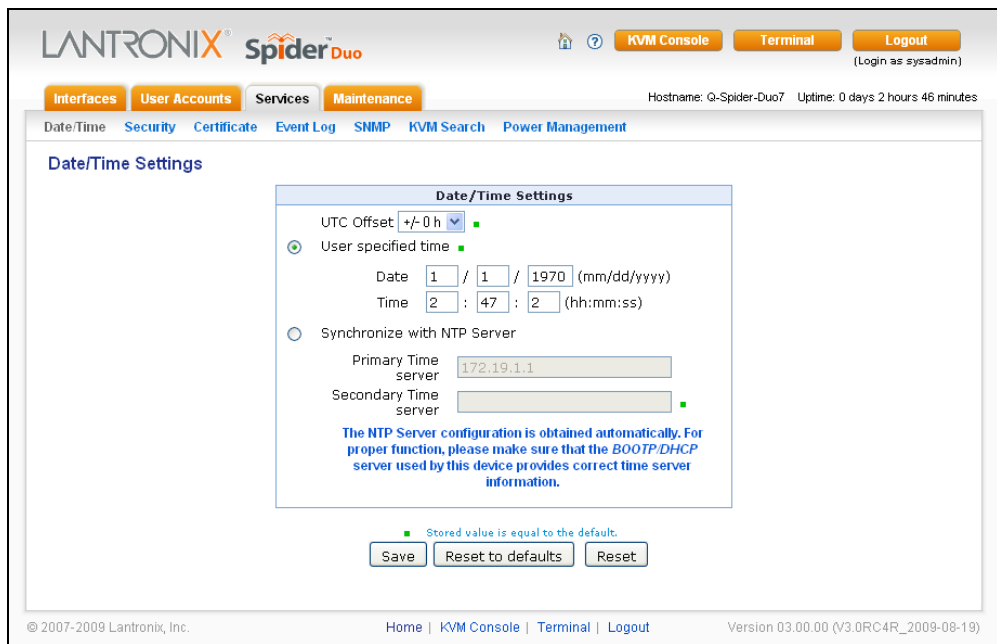 LANTRONIX® Spider™ Duo
KVM Console Terminal Logout
(Login as sysadmin)
Interfaces User Accounts Services Maintenance
Hostname: Q-Spider-Duo7 Uptime: 0 days 2 hours 46 minutes
Date/Time Security Certificate Event Log SNMP KVM Search Power Management
Date/Time Settings
Date/Time Settings
UTC Offset +/- 0 h
User specified time
Date 1 / 1 / 1970 (mm/dd/yyyy)
Time 2 : 47 : 2 (hh:mm:ss)
Synchronize with NTP Server
Primary Time
server 172.19.1.1
Secondary Time
server
The NTP Server configuration is obtained automatically. For
proper function, please make sure that the BOOTP/DHCP
server used by this device provides correct time server
information.
Stored value is equal to the default.
Save Reset to defaults Reset
© 2007-2009 Lantronix, Inc. Home | KVM Console | Terminal | Logout Version 03.00.00 (V3.0RC4R_2009-08-19)